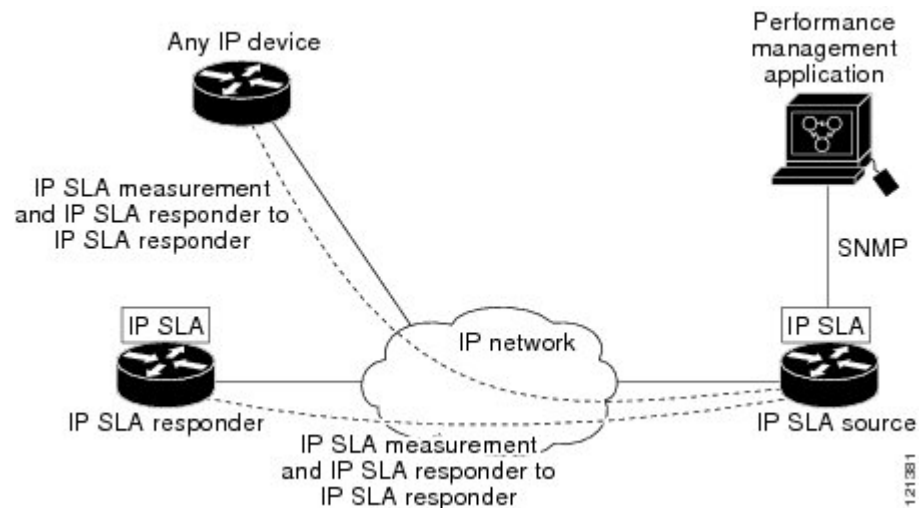 Any IP device
Performance
management
application
IP SLA measurement
and IP SLA responder to
IP SLA responder
SNMP
IP SLA
IP network
IP SLA
IP SLA responder
IP SLA source
IP SLA measurement
and IP SLA responder to
IP SLA responder
121381